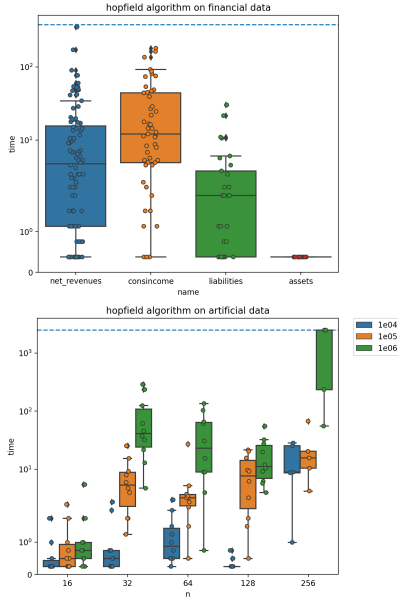 hopfield algorithm on financial data
10²
10¹
10⁰
0
time
net_revenues consincome liabilities assets
name
hopfield algorithm on artificial data
1e04
1e05
1e06
10³
10²
10¹
10⁰
0
time
16 32 64 128 256
n